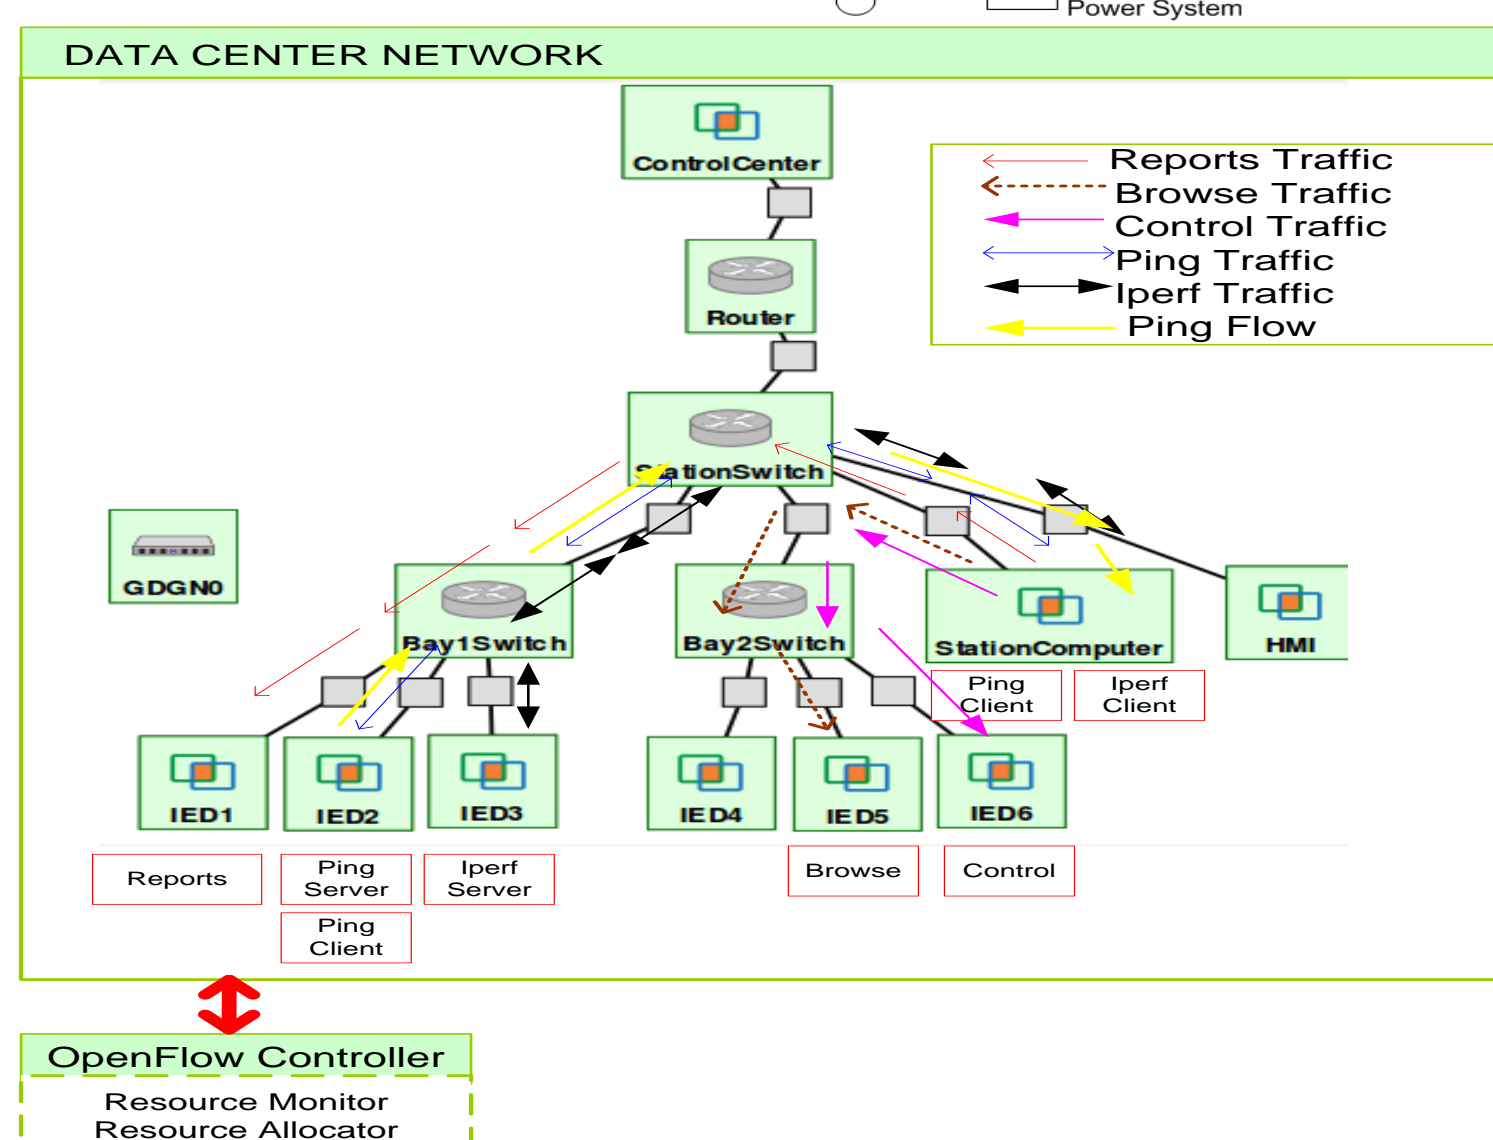 Power System
DATA CENTER NETWORK
ControlCenter
Reports Traffic
Browse Traffic
Control Traffic
Ping Traffic
Iperf Traffic
Ping Flow
Router
StationSwitch
GDGN0
Bay1Switch
Bay2Switch
StationComputer
HMI
Ping
Client
Iperf
Client
IED1
IED2
IED3
IED4
IED5
IED6
Reports
Ping
Server
Iperf
Server
Browse
Control
Ping
Client
OpenFlow Controller
Resource Monitor
Resource Allocator